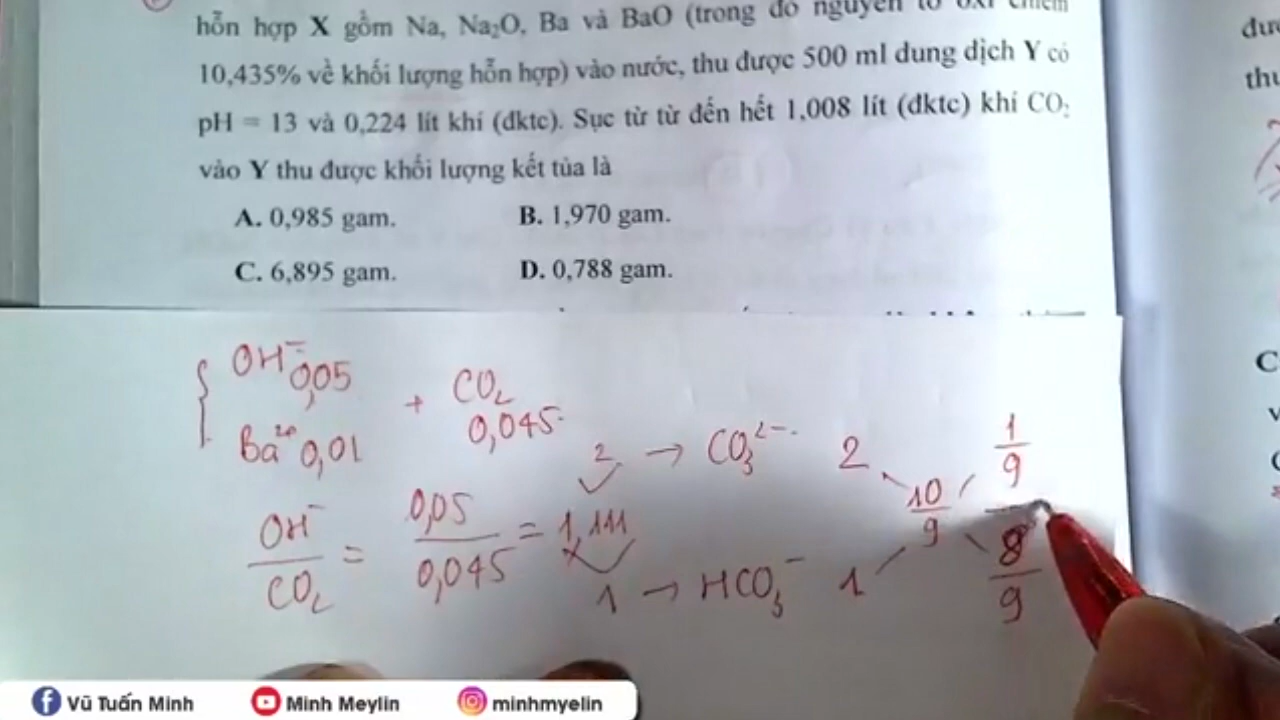 hỗn hợp X gồm Na, Na₂O, Ba và BaO (trong đó nguyên tố oxi chiếm
10,435% về khối lượng hỗn hợp) vào nước, thu được 500 ml dung dịch Y có
pH = 13 và 0,224 lít khí (đktc). Sục từ từ đến hết 1,008 lít (đktc) khí CO₂
vào Y thu được khối lượng kết tủa là
A. 0,985 gam. B. 1,970 gam.
C. 6,895 gam. D. 0,788 gam.
OH⁻ 0,05 + CO₂
Ba²⁺ 0,01 0,045
2 → CO₃²⁻ 2 1/9
OH⁻/CO₂ = 0,05/0,045 = 1,111 10/9
1 → HCO₃⁻ 1 8/9
đượ
thu
C
Vũ Tuấn Minh Minh Meylin minhmyelin